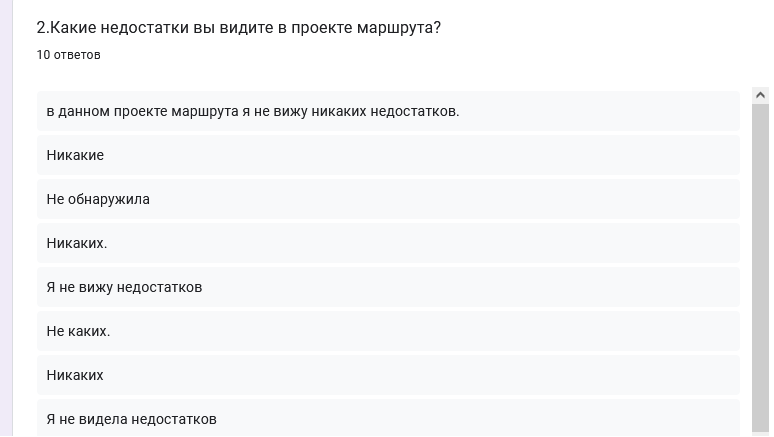 2.Какие недостатки вы видите в проекте маршрута?
10 ответов
в данном проекте маршрута я не вижу никаких недостатков.
Никакие
Не обнаружила
Никаких.
Я не вижу недостатков
Не каких.
Никаких
Я не видела недостатков